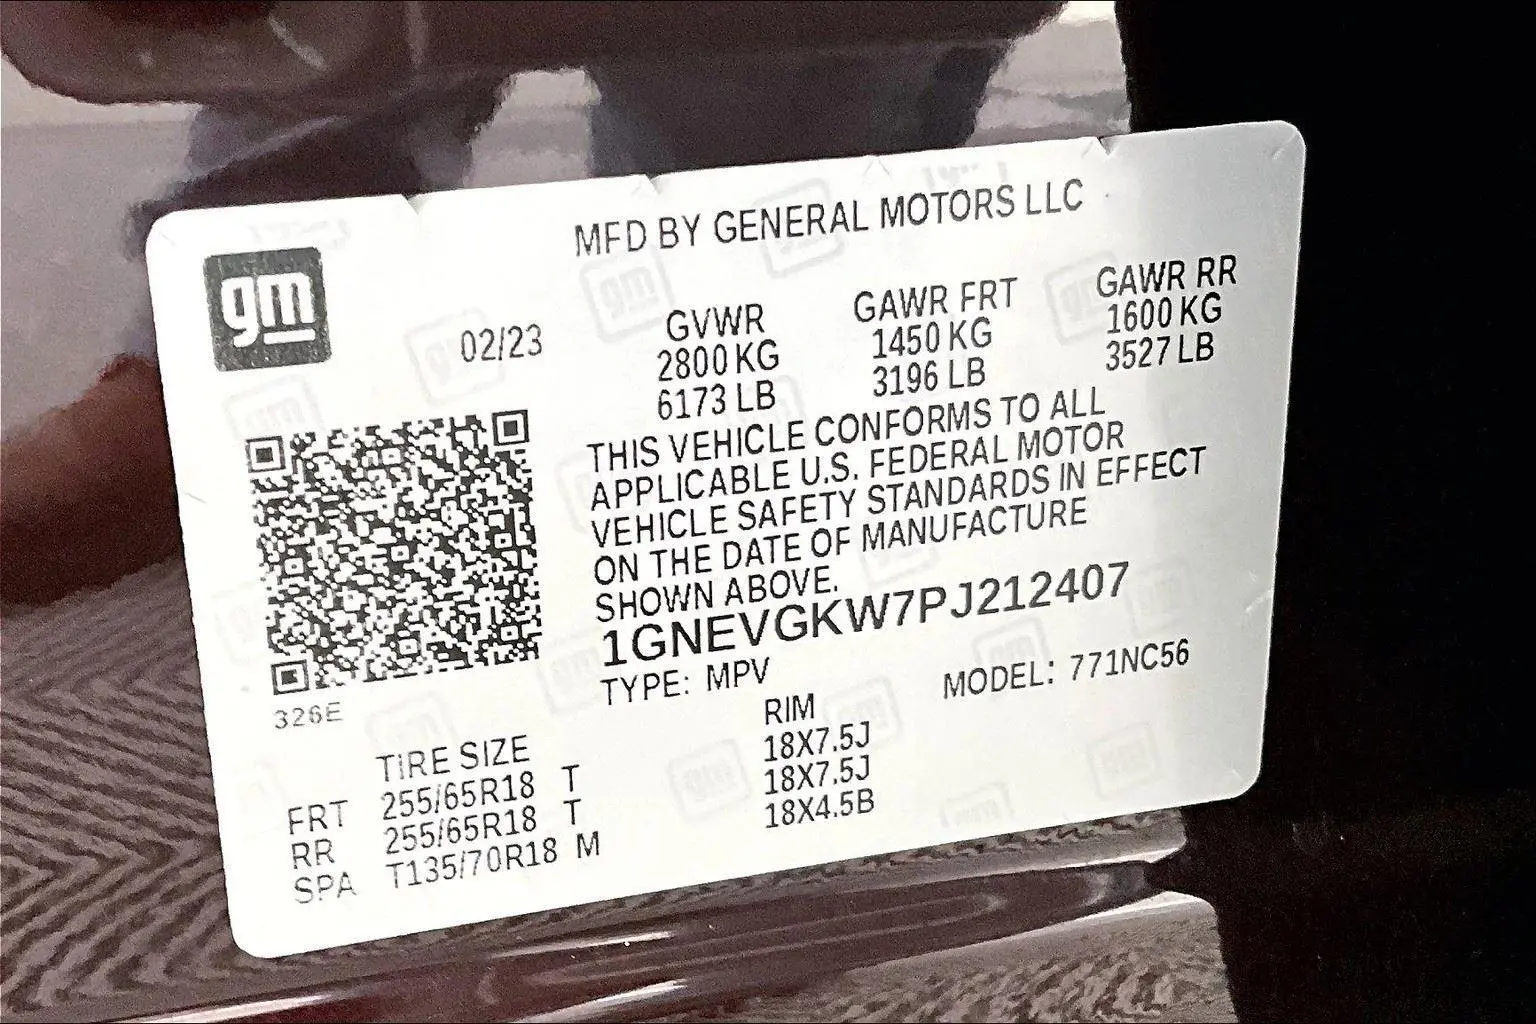 MFD BY GENERAL MOTORS LLC
gm
02/23
GVWR GAWR FRT GAWR RR
2800 KG 1450 KG 1600 KG
6173 LB 3196 LB 3527 LB
THIS VEHICLE CONFORMS TO ALL
APPLICABLE U.S. FEDERAL MOTOR
VEHICLE SAFETY STANDARDS IN EFFECT
ON THE DATE OF MANUFACTURE
SHOWN ABOVE.
1GNEVGKW7PJ212407
TYPE: MPV MODEL: 771NC56
326E
TIRE SIZE RIM
FRT 255/65R18 T 18X7.5J
RR 255/65R18 T 18X7.5J
SPA T135/70R18 M 18X4.5B